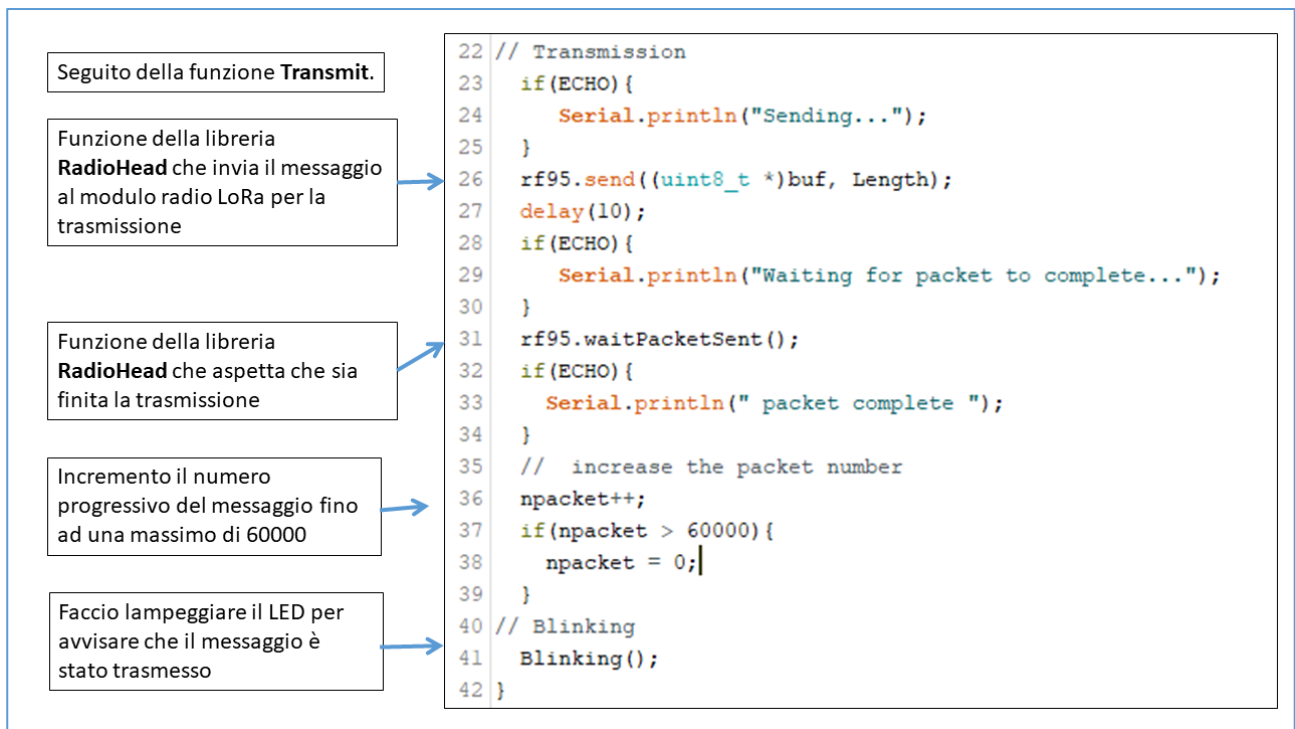 Seguito della funzione Transmit.
Funzione della libreria
RadioHead che invia il messaggio
al modulo radio LoRa per la
trasmissione
Funzione della libreria
RadioHead che aspetta che sia
finita la trasmissione
Incremento il numero
progressivo del messaggio fino
ad una massimo di 60000
Faccio lampeggiare il LED per
avvisare che il messaggio è
stato trasmesso
22 // Transmission
23   if(ECHO){
24      Serial.println("Sending...");
25   }
26   rf95.send((uint8_t *)buf, Length);
27   delay(10);
28   if(ECHO){
29      Serial.println("Waiting for packet to complete...");
30   }
31   rf95.waitPacketSent();
32   if(ECHO){
33     Serial.println(" packet complete ");
34   }
35   //  increase the packet number
36   npacket++;
37   if(npacket > 60000){
38     npacket = 0;
39   }
40 // Blinking
41   Blinking();
42 }